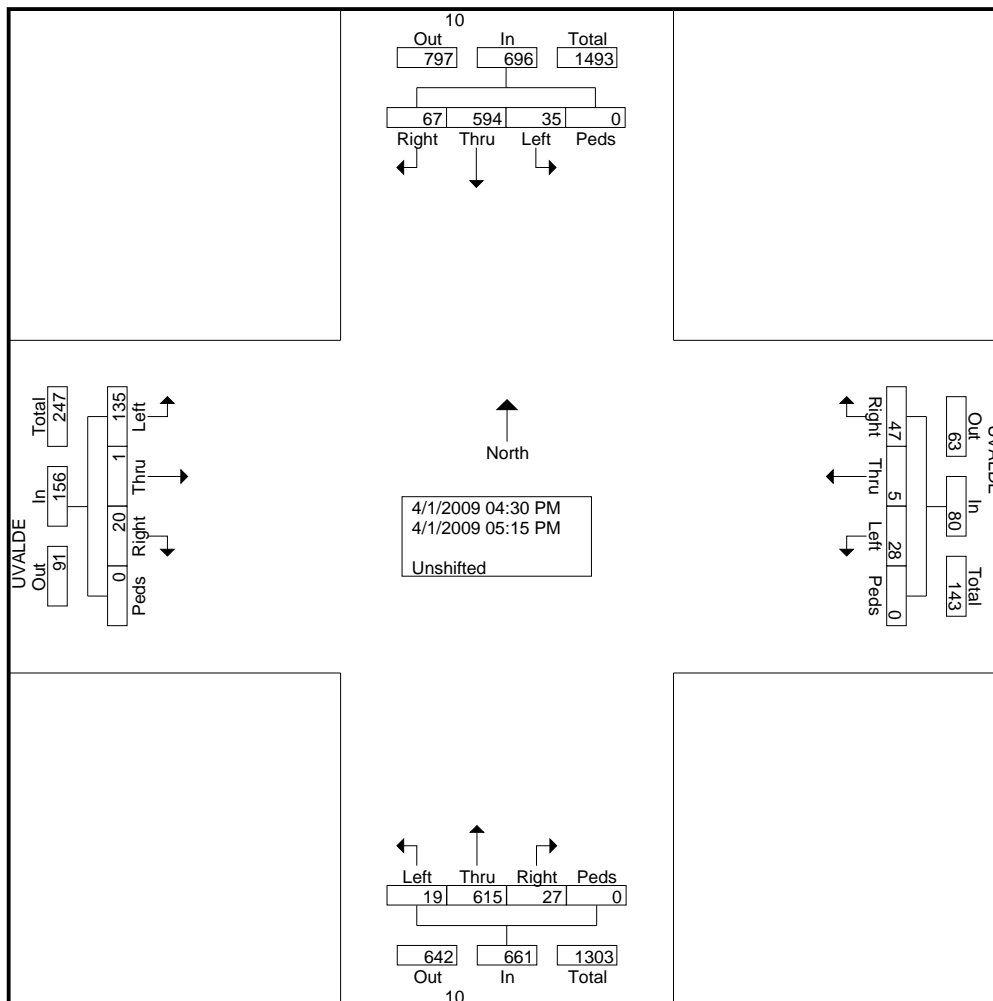 10
Out In Total
797 696 1493
67 594 35 0
Right Thru Left Peds
UVALDE
Total In Out
247 156 91
135 1 20 0
Left Thru Right Peds
North
4/1/2009 04:30 PM
4/1/2009 05:15 PM
Unshifted
Right Thru Left Peds
47 5 28 0
Out In Total
63 80 143
UVALDE
Left Thru Right Peds
19 615 27 0
642 661 1303
Out In Total
10